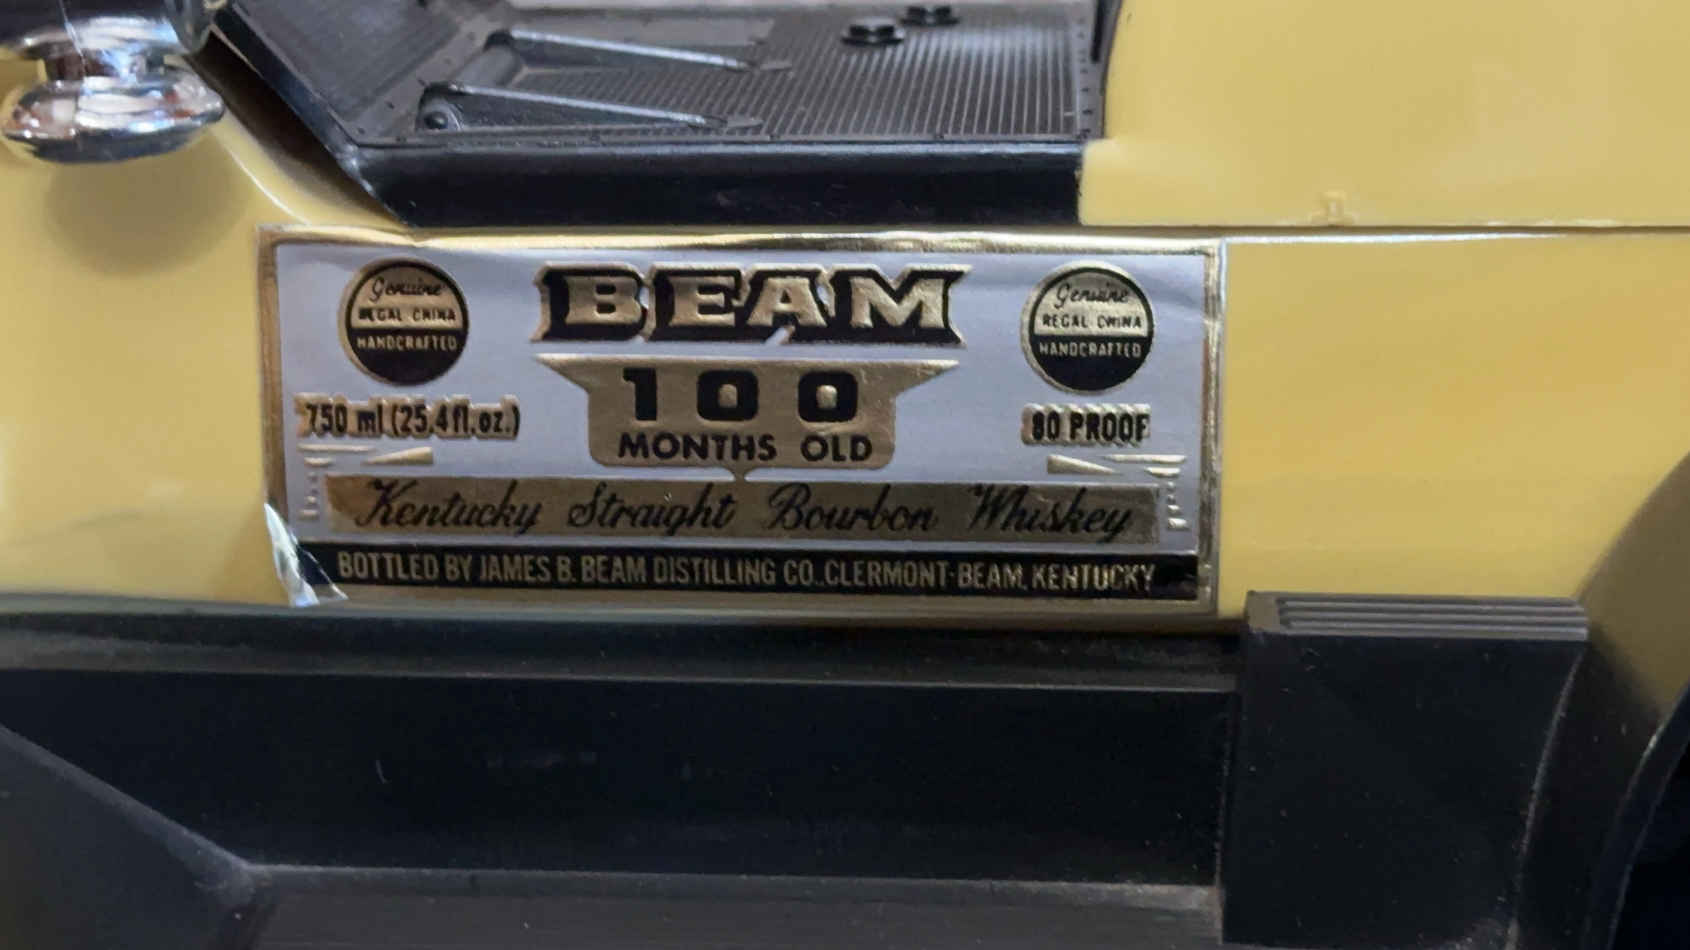 Genuine
REGAL CHINA
HANDCRAFTED
BEAM
Genuine
REGAL CHINA
HANDCRAFTED
100
MONTHS OLD
750 ml (25.4 fl.oz.)
80 PROOF
Kentucky Straight Bourbon Whiskey
BOTTLED BY JAMES B. BEAM DISTILLING CO., CLERMONT-BEAM, KENTUCKY